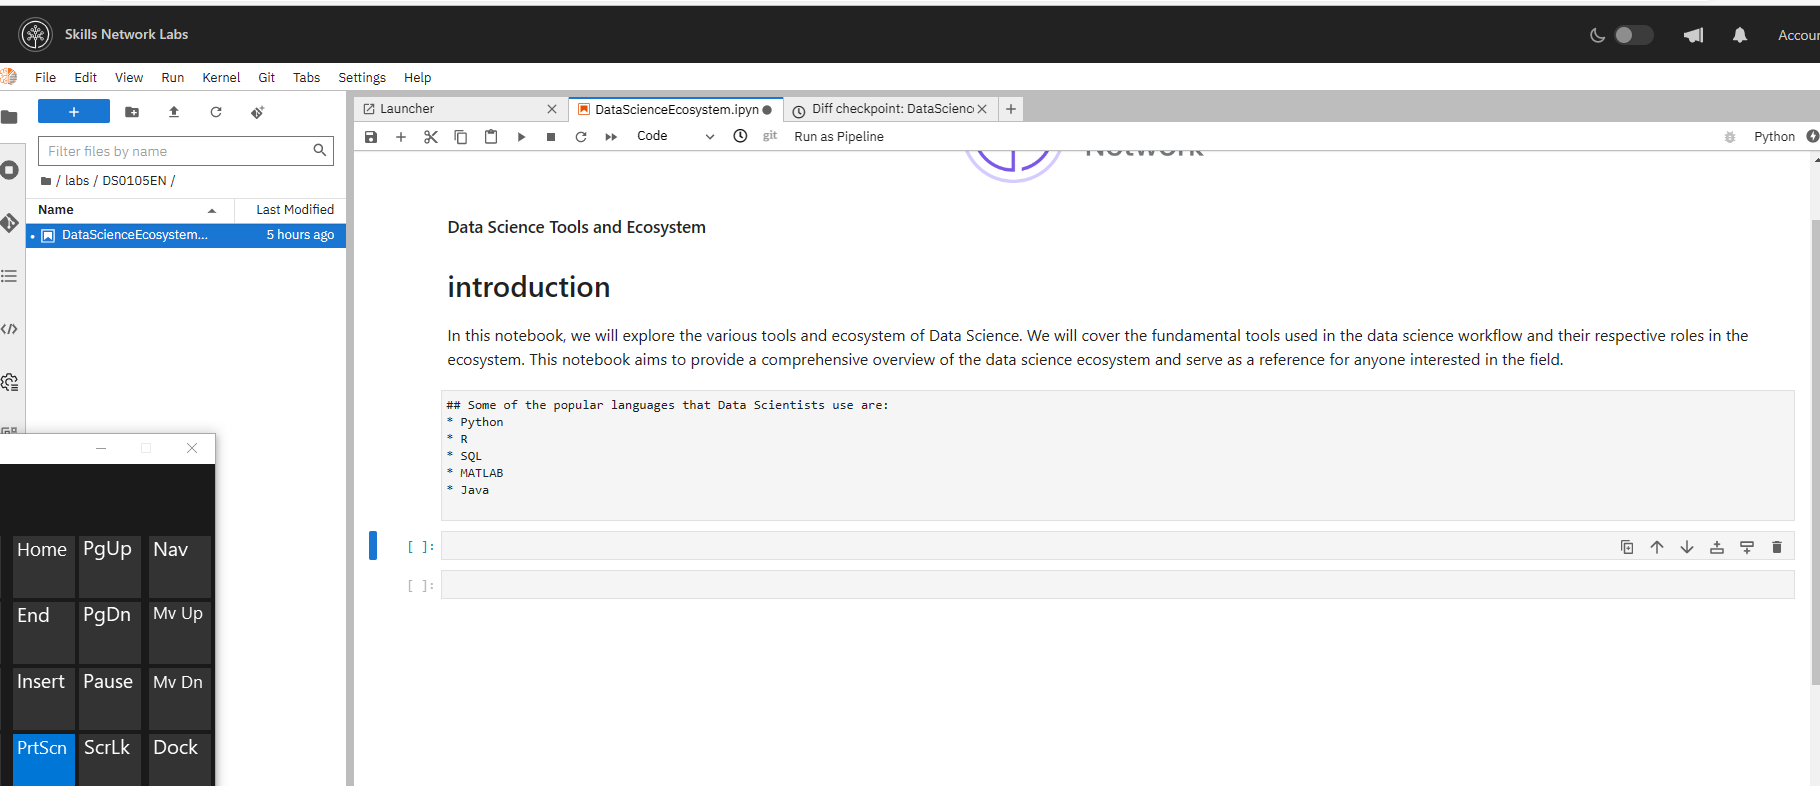 Skills Network Labs
Accoun
File Edit View Run Kernel Git Tabs Settings Help
+
Filter files by name
/ labs / DS0105EN /
Name Last Modified
DataScienceEcosystem... 5 hours ago
Launcher
DataScienceEcosystem.ipyn
Diff checkpoint: DataScienc
Code
git
Run as Pipeline
Python
Network
Data Science Tools and Ecosystem
introduction
In this notebook, we will explore the various tools and ecosystem of Data Science. We will cover the fundamental tools used in the data science workflow and their respective roles in the
ecosystem. This notebook aims to provide a comprehensive overview of the data science ecosystem and serve as a reference for anyone interested in the field.
## Some of the popular languages that Data Scientists use are:
* Python
* R
* SQL
* MATLAB
* Java
[ ]:
[ ]:
Home PgUp Nav
End PgDn Mv Up
Insert Pause Mv Dn
PrtScn ScrLk Dock